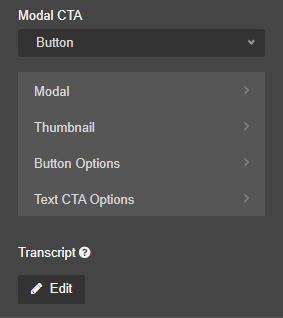 Modal CTA
Button
Modal
Thumbnail
Button Options
Text CTA Options
Transcript
Edit